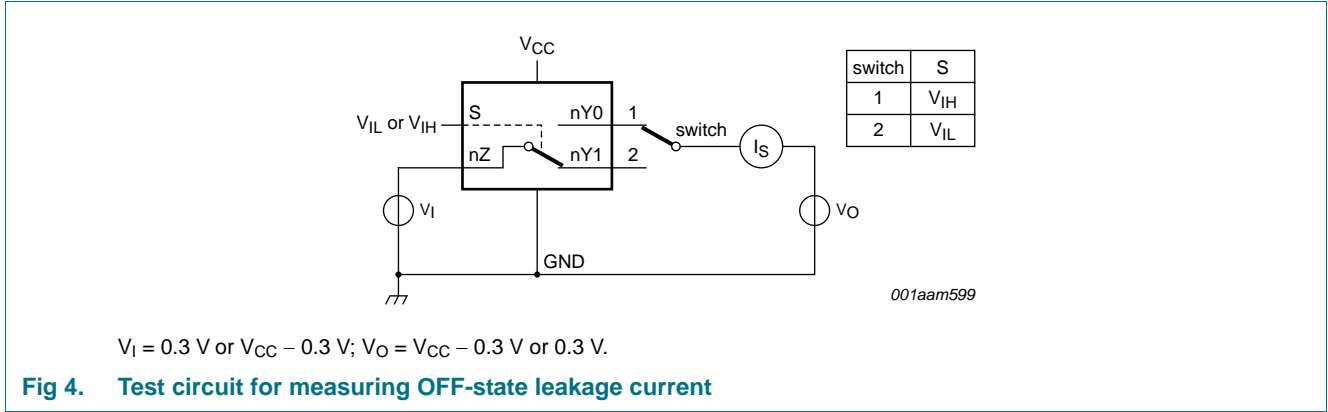 VCC
switch S
1 VIH
2 VIL
S nY0 1
VIL or VIH
switch
IS
nZ nY1 2
VI
VO
GND
001aam599
VI = 0.3 V or VCC − 0.3 V; VO = VCC − 0.3 V or 0.3 V.
Fig 4. Test circuit for measuring OFF-state leakage current